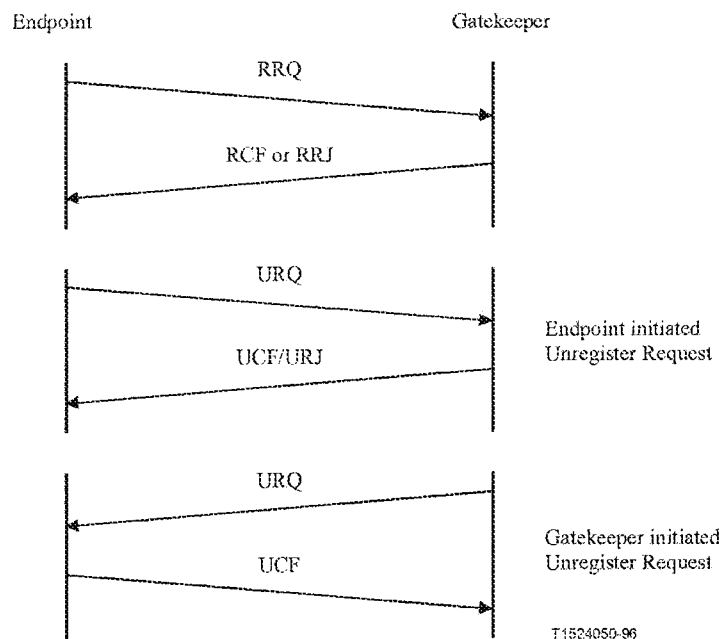 Endpoint
Gatekeeper
RRQ
RCF or RRJ
URQ
UCF/URJ
Endpoint initiated
Unregister Request
URQ
UCF
Gatekeeper initiated
Unregister Request
T1524050-96